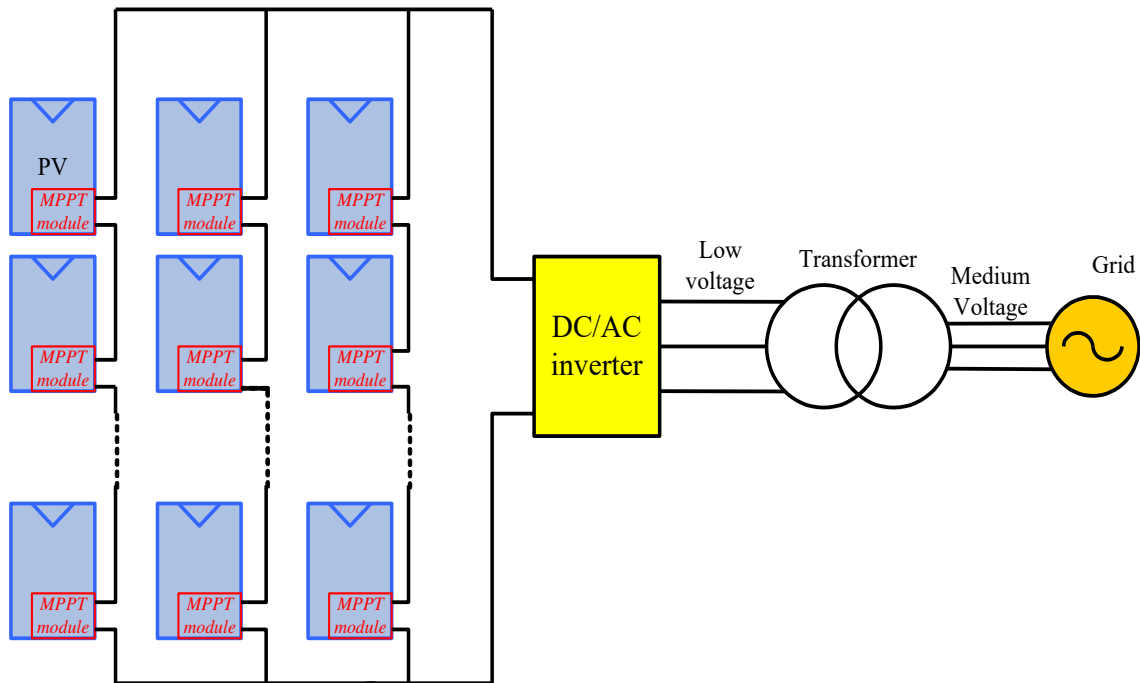 PV
MPPT
module
MPPT
module
MPPT
module
MPPT
module
MPPT
module
MPPT
module
MPPT
module
MPPT
module
MPPT
module
DC/AC
inverter
Low
voltage
Transformer
Medium
Voltage
Grid